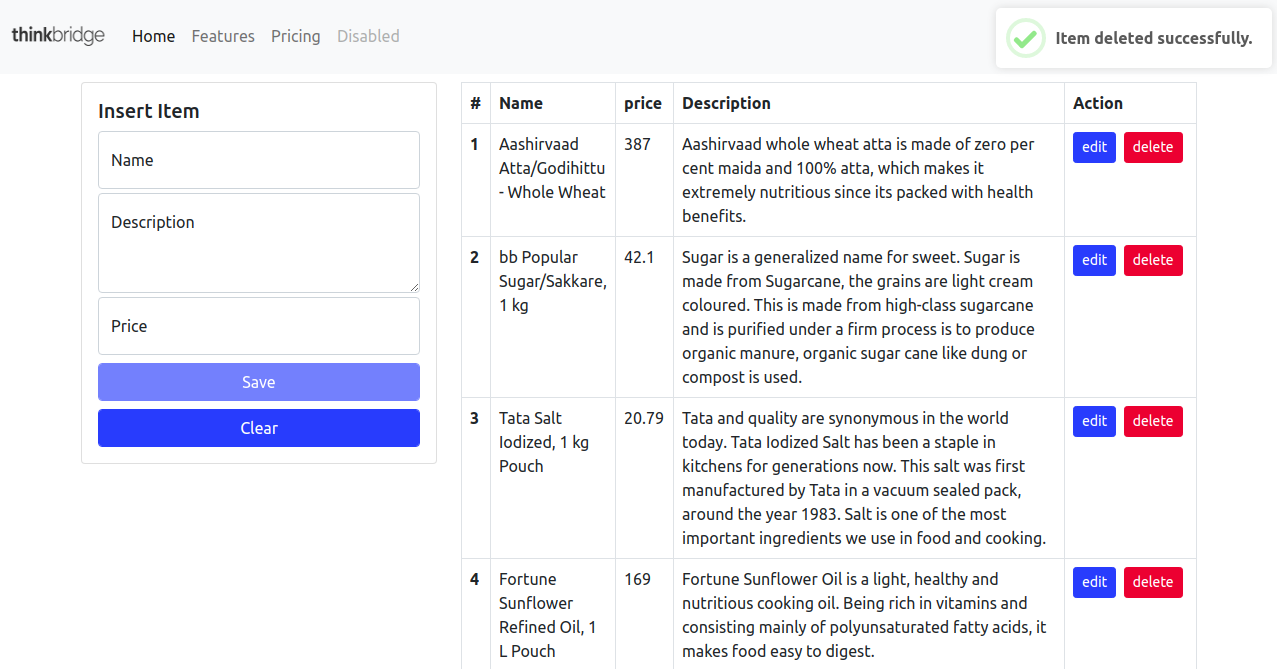 thinkbridge Home Features Pricing Disabled
Item deleted successfully.
Insert Item
Name
Description
Price
Save
Clear
# Name price Description Action
1 Aashirvaad 387 Aashirvaad whole wheat atta is made of zero per edit delete
Atta/Godihittu cent maida and 100% atta, which makes it
- Whole Wheat extremely nutritious since its packed with health
benefits.
2 bb Popular 42.1 Sugar is a generalized name for sweet. Sugar is edit delete
Sugar/Sakkare, made from Sugarcane, the grains are light cream
1 kg coloured. This is made from high-class sugarcane
and is purified under a firm process is to produce
organic manure, organic sugar cane like dung or
compost is used.
3 Tata Salt 20.79 Tata and quality are synonymous in the world edit delete
Iodized, 1 kg today. Tata Iodized Salt has been a staple in
Pouch kitchens for generations now. This salt was first
manufactured by Tata in a vacuum sealed pack,
around the year 1983. Salt is one of the most
important ingredients we use in food and cooking.
4 Fortune 169 Fortune Sunflower Oil is a light, healthy and edit delete
Sunflower nutritious cooking oil. Being rich in vitamins and
Refined Oil, 1 consisting mainly of polyunsaturated fatty acids, it
L Pouch makes food easy to digest.